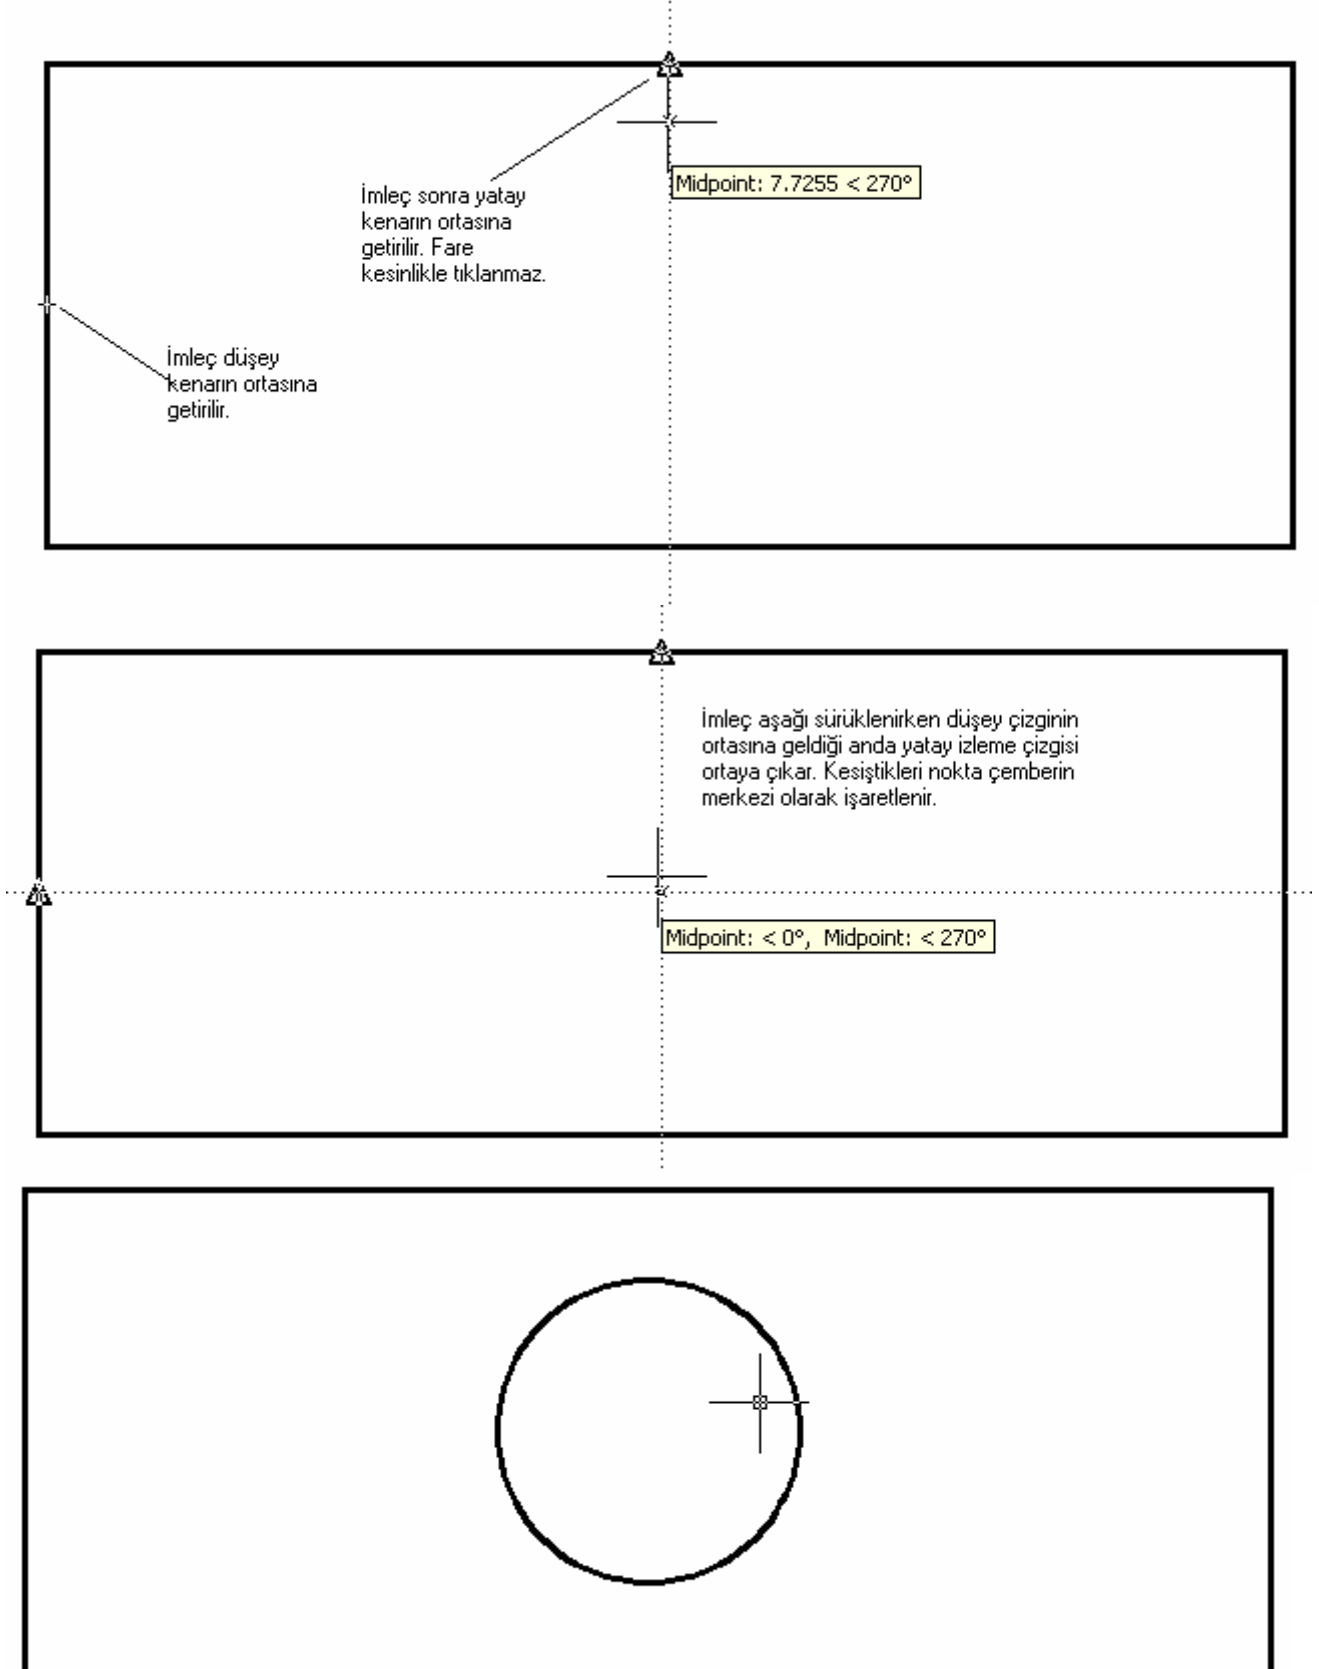 Midpoint: 7.7255 < 270°
İmleç sonra yatay
kenarın ortasına
getirilir. Fare
kesinlikle tıklanmaz.
İmleç düşey
kenarın ortasına
getirilir.
İmleç aşağı sürüklenirken düşey çizginin
ortasına geldiği anda yatay izleme çizgisi
ortaya çıkar. Kesiştikleri nokta çemberin
merkezi olarak işaretlenir.
Midpoint: < 0°, Midpoint: < 270°